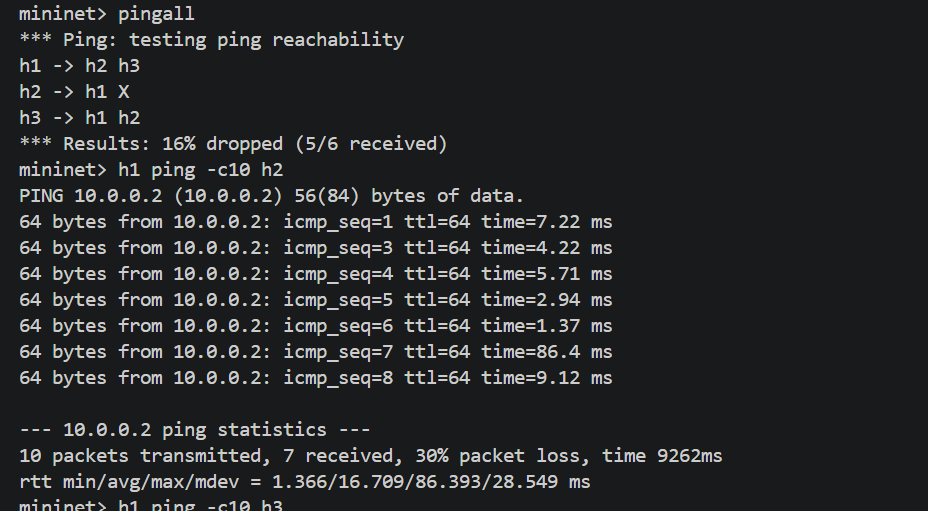 mininet> pingall
*** Ping: testing ping reachability
h1 -> h2 h3
h2 -> h1 X
h3 -> h1 h2
*** Results: 16% dropped (5/6 received)
mininet> h1 ping -c10 h2
PING 10.0.0.2 (10.0.0.2) 56(84) bytes of data.
64 bytes from 10.0.0.2: icmp_seq=1 ttl=64 time=7.22 ms
64 bytes from 10.0.0.2: icmp_seq=3 ttl=64 time=4.22 ms
64 bytes from 10.0.0.2: icmp_seq=4 ttl=64 time=5.71 ms
64 bytes from 10.0.0.2: icmp_seq=5 ttl=64 time=2.94 ms
64 bytes from 10.0.0.2: icmp_seq=6 ttl=64 time=1.37 ms
64 bytes from 10.0.0.2: icmp_seq=7 ttl=64 time=86.4 ms
64 bytes from 10.0.0.2: icmp_seq=8 ttl=64 time=9.12 ms
--- 10.0.0.2 ping statistics ---
10 packets transmitted, 7 received, 30% packet loss, time 9262ms
rtt min/avg/max/mdev = 1.366/16.709/86.393/28.549 ms
mininet> h1 ping -c10 h3